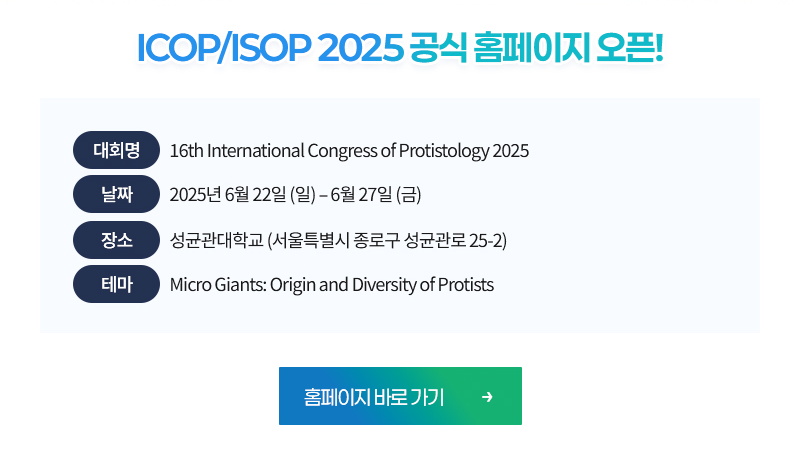 ICOP/ISOP 2025 공식 홈페이지 오픈!
대회명 16th International Congress of Protistology 2025
날짜 2025년 6월 22일 (일) – 6월 27일 (금)
장소 성균관대학교 (서울특별시 종로구 성균관로 25-2)
테마 Micro Giants: Origin and Diversity of Protists
홈페이지 바로 가기 →